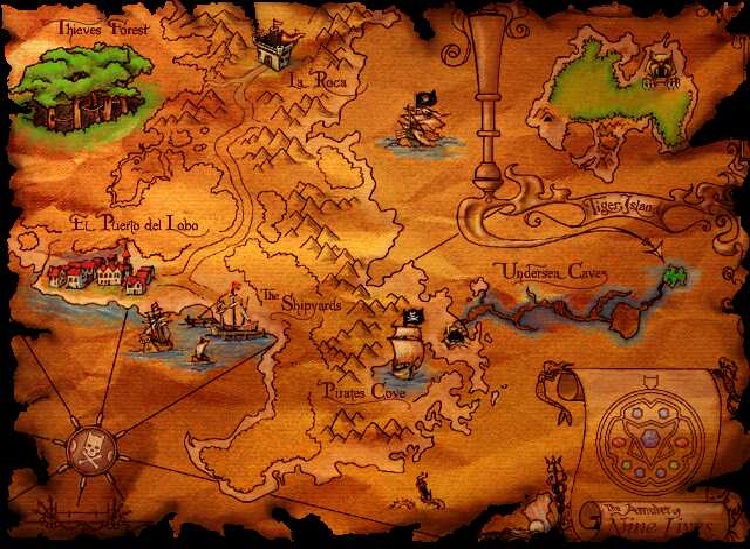 Thieves Forest
La Roca
El Puerto del Lobo
Tiger Island
Undersea Caves
The Shipyards
Pirates Cove
The Amulet of
Nine Lives